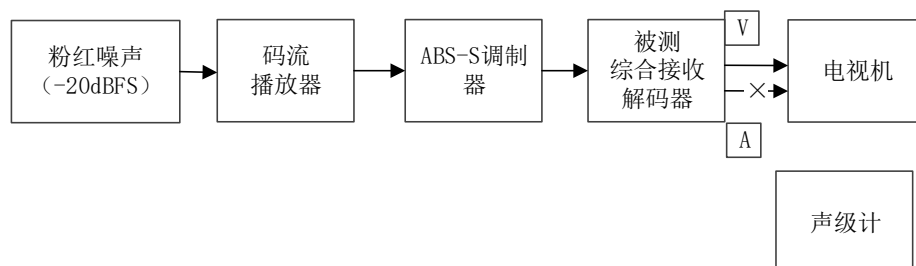 粉红噪声
（-20dBFS）
码流
播放器
ABS-S调制
器
被测
综合接收
解码器
V
A
电视机
声级计